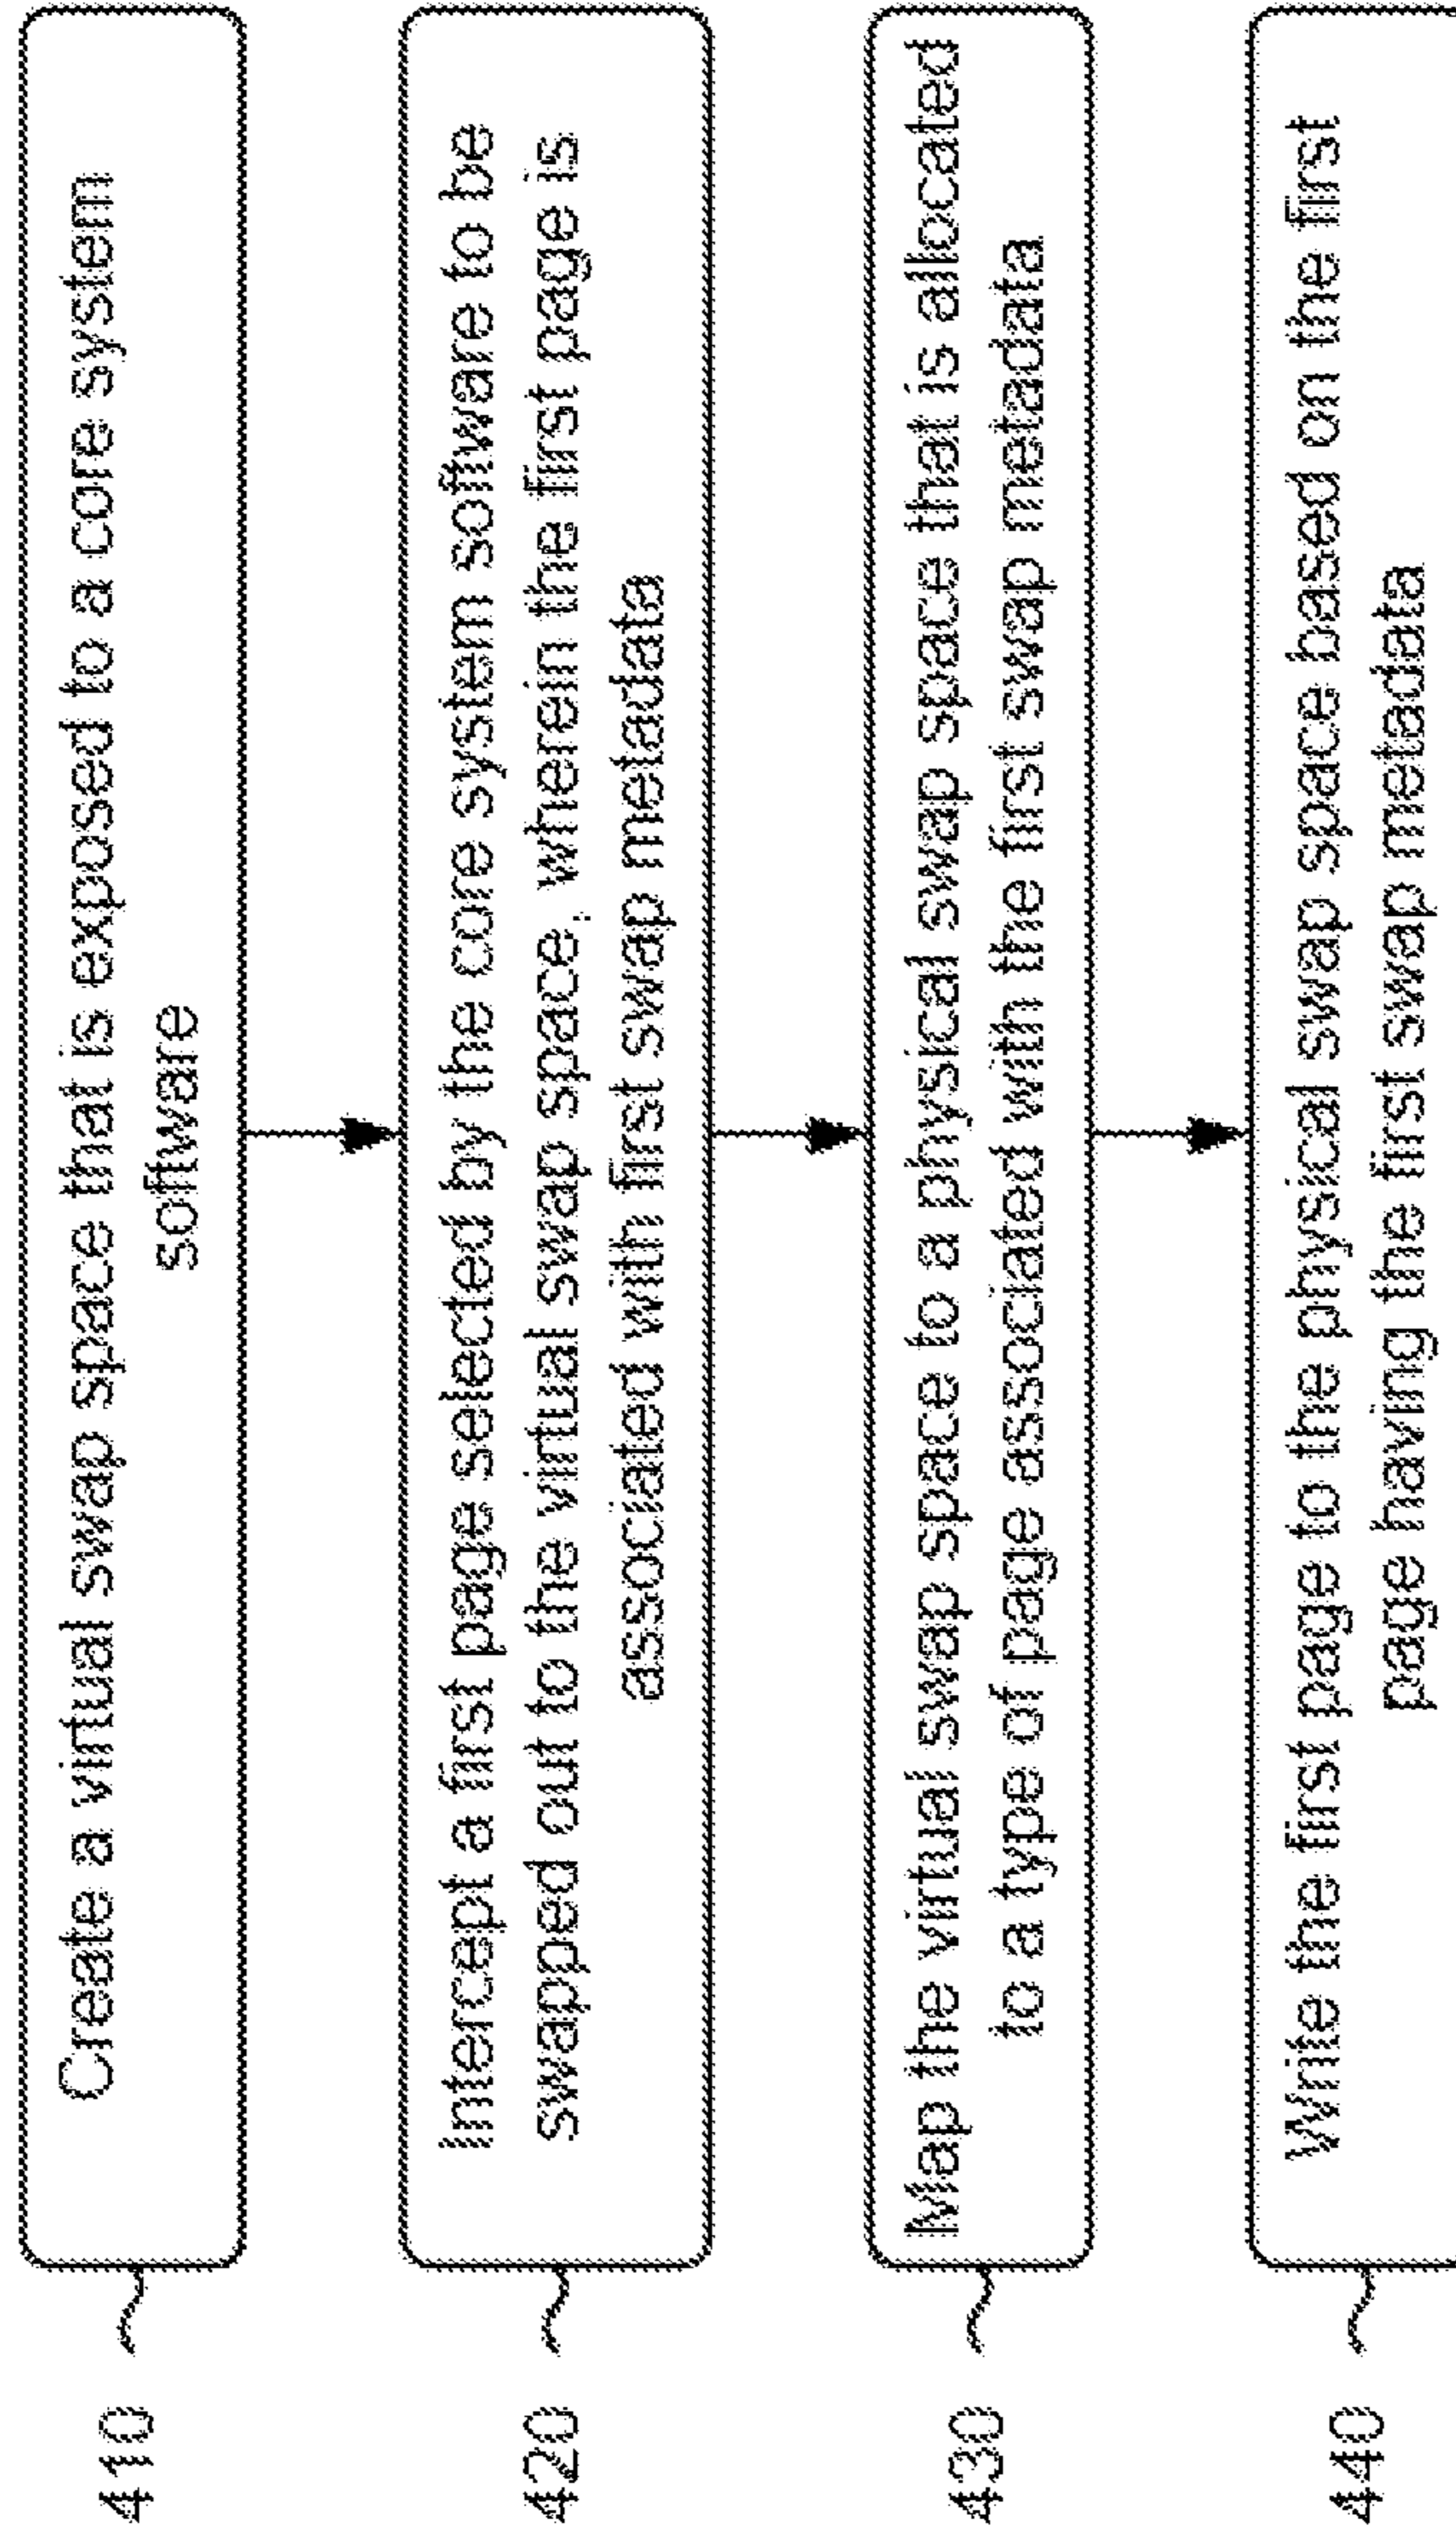 410
Create a virtual swap space that is exposed to a core system
software
420
Intercept a first page selected by the core system software to be
swapped out to the virtual swap space, wherein the first page is
associated with first swap metadata
430
Map the virtual swap space to a physical swap space that is allocated
to a type of page associated with the first swap metadata
440
Write the first page to the physical swap space based on the first
page having the first swap metadata